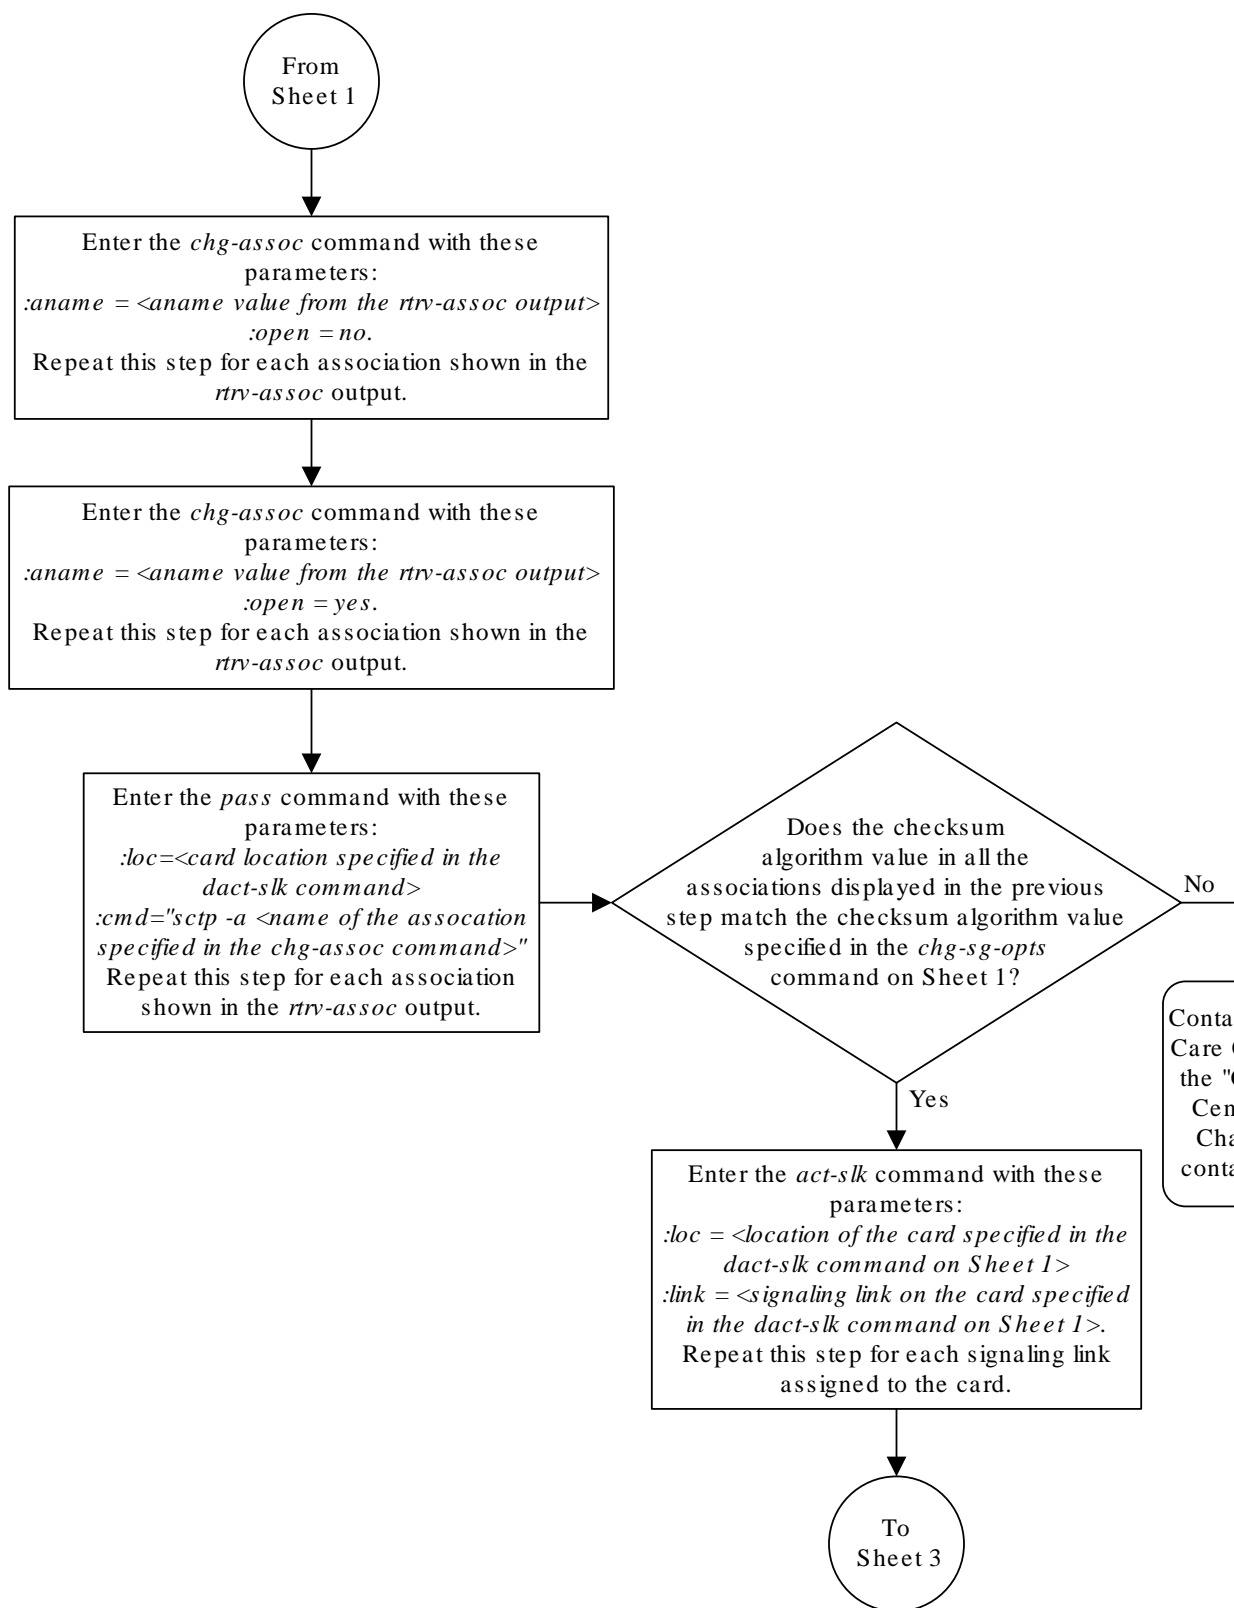 From
Sheet 1
Enter the chg-assoc command with these
parameters:
:aname = <aname value from the rtrv-assoc output>
:open = no.
Repeat this step for each association shown in the
rtrv-assoc output.
Enter the chg-assoc command with these
parameters:
:aname = <aname value from the rtrv-assoc output>
:open = yes.
Repeat this step for each association shown in the
rtrv-assoc output.
Enter the pass command with these
parameters:
:loc=<card location specified in the
dact-slk command>
:cmd="sctp -a <name of the assocation
specified in the chg-assoc command>"
Repeat this step for each association
shown in the rtrv-assoc output.
Does the checksum
algorithm value in all the
associations displayed in the previous
step match the checksum algorithm value
specified in the chg-sg-opts
command on Sheet 1?
No
Yes
Care
the
Enter the act-slk command with these
parameters:
:loc = <location of the card specified in the
dact-slk command on Sheet 1>
:link = <signaling link on the card specified
in the dact-slk command on Sheet 1>.
Repeat this step for each signaling link
assigned to the card.
To
Sheet 3